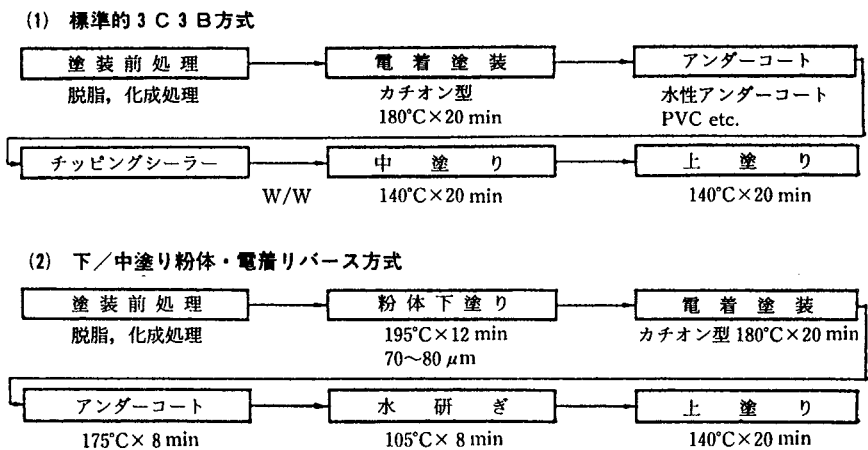 (1) 標準的3C3B方式
塗装前処理
電着塗装
アンダーコート
脱脂，化成処理
カチオン型
水性アンダーコート
180℃×20 min
PVC etc.
チッピングシーラー
中塗り
上塗り
W/W
140℃×20 min
140℃×20 min
(2) 下／中塗り粉体・電着リバース方式
塗装前処理
粉体下塗り
電着塗装
脱脂，化成処理
195℃×12 min
カチオン型 180℃×20 min
70〜80 μm
アンダーコート
水研ぎ
上塗り
175℃× 8 min
105℃× 8 min
140℃×20 min